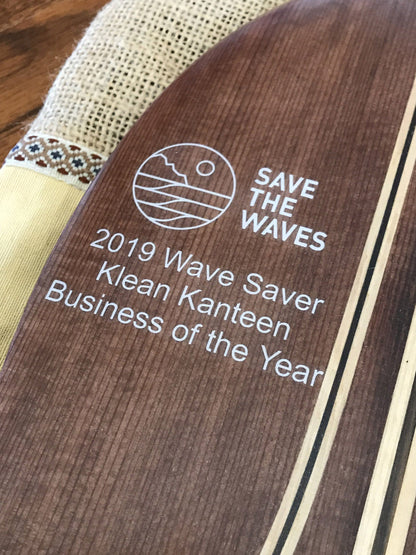 SAVE
THE
WAVES
2019 Wave Saver
Klean Kanteen
Business of the Year